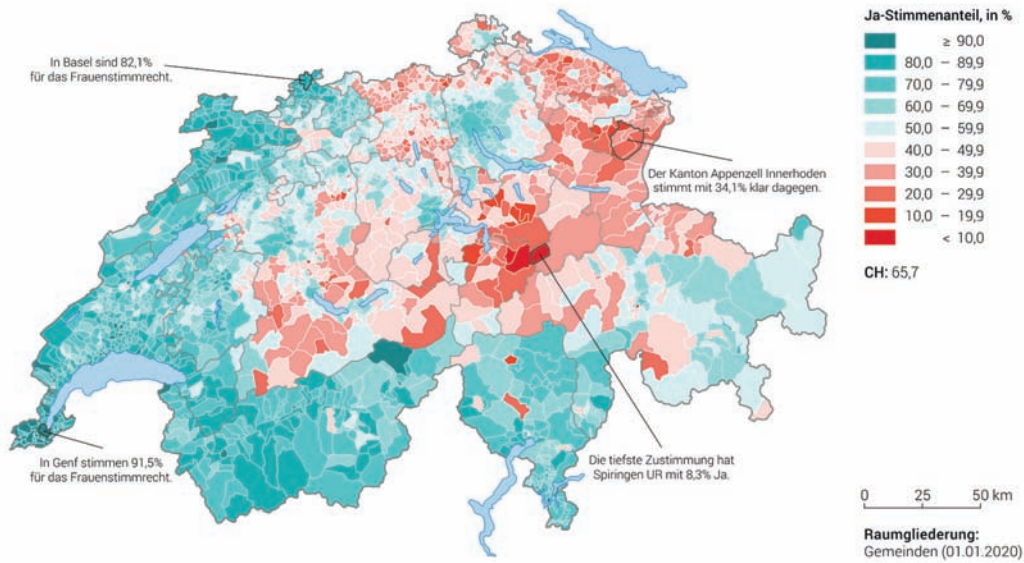 Ja-Stimmenanteil, in %
≥ 90,0
80,0 – 89,9
70,0 – 79,9
60,0 – 69,9
50,0 – 59,9
40,0 – 49,9
30,0 – 39,9
20,0 – 29,9
10,0 – 19,9
< 10,0
CH: 65,7
In Basel sind 82,1%
für das Frauenstimmrecht.
Der Kanton Appenzell Innerhoden
stimmt mit 34,1% klar dagegen.
In Genf stimmen 91,5%
für das Frauenstimmrecht.
Die tiefste Zustimmung hat
Spiringen UR mit 8,3% Ja.
0 25 50 km
Raumgliederung:
Gemeinden (01.01.2020)